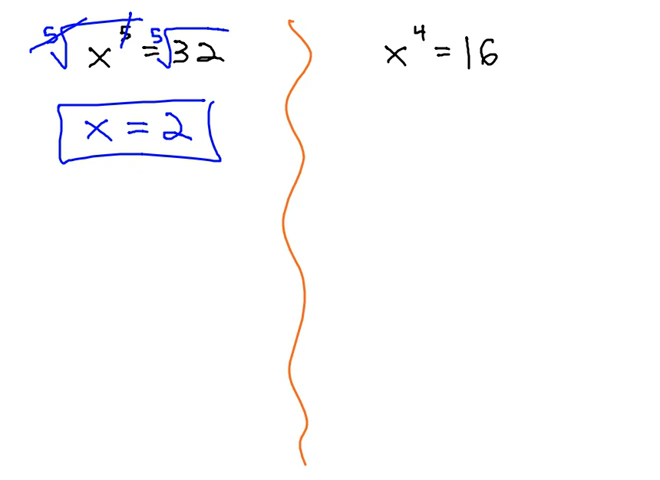 ⁵√x⁵ = ⁵√32
x = 2
x⁴ = 16